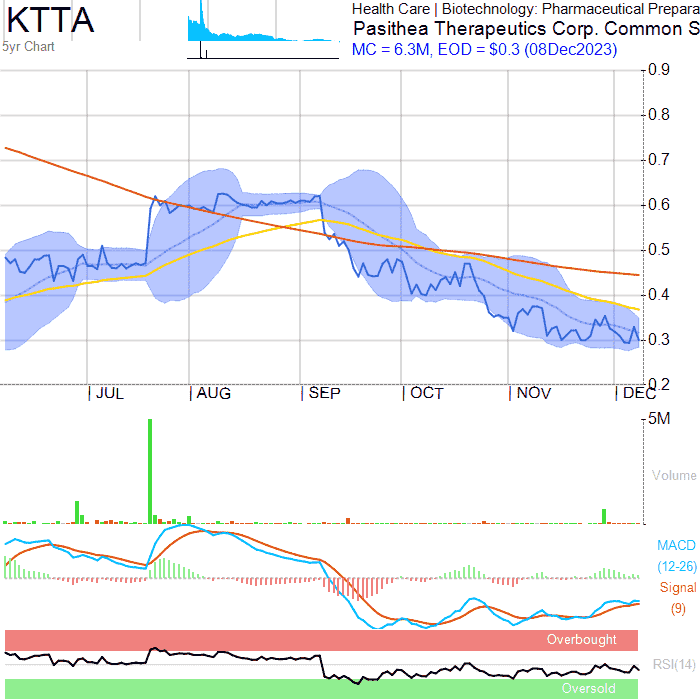 KTTA
5yr Chart
Health Care | Biotechnology: Pharmaceutical Prepara
Pasithea Therapeutics Corp. Common S
MC = 6.3M, EOD = $0.3 (08Dec2023)
0.9
0.8
0.7
0.6
0.5
0.4
0.3
0.2
JUL AUG SEP OCT NOV DEC
5M
Volume
MACD
(12-26)
Signal
(9)
Overbought
RSI(14)
Oversold